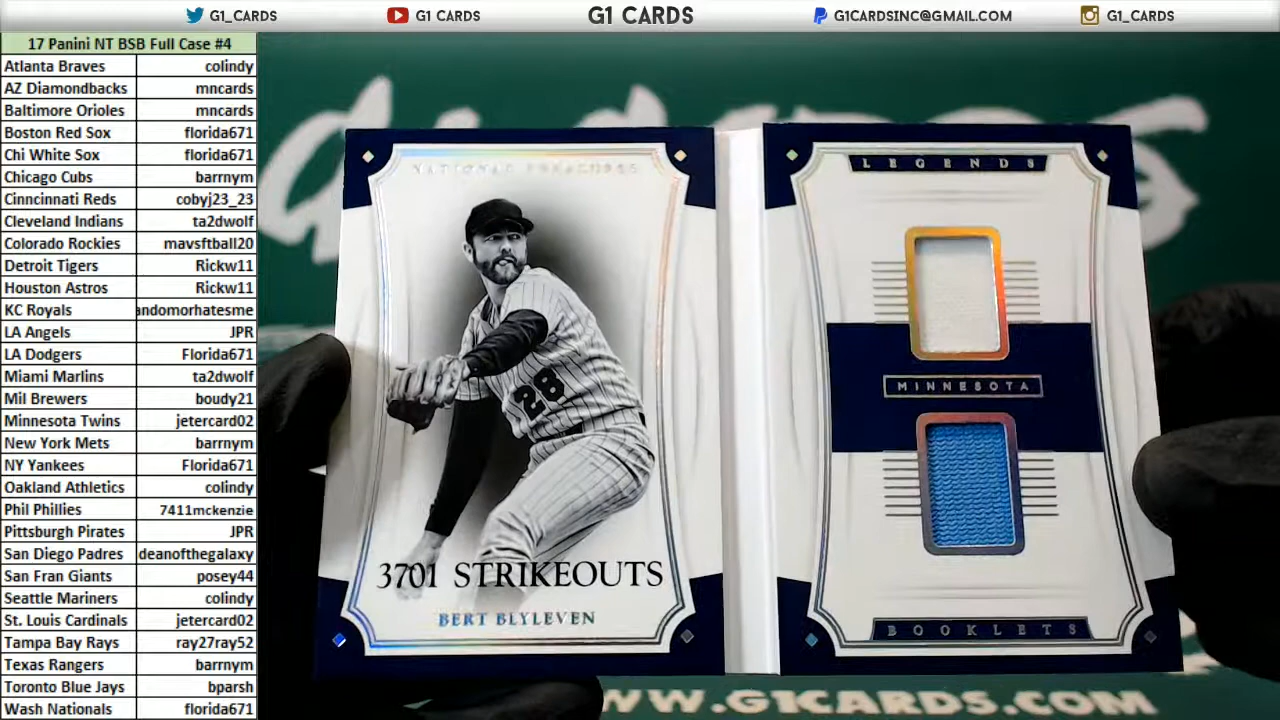 G1_CARDS G1 CARDS G1 CARDS G1CARDSINC@GMAIL.COM G1_CARDS
17 Panini NT BSB Full Case #4
Atlanta Braves colindy
AZ Diamondbacks mncards
Baltimore Orioles mncards
Boston Red Sox florida671
Chi White Sox florida671
Chicago Cubs barrnym
Cinncinnati Reds cobyj23_23
Cleveland Indians ta2dwolf
Colorado Rockies mavsftball20
Detroit Tigers Rickw11
Houston Astros Rickw11
KC Royals andomorhatesme
LA Angels JPR
LA Dodgers Florida671
Miami Marlins ta2dwolf
Mil Brewers boudy21
Minnesota Twins jetercard02
New York Mets barrnym
NY Yankees Florida671
Oakland Athletics colindy
Phil Phillies 7411mckenzie
Pittsburgh Pirates JPR
San Diego Padres deanofthegalaxy
San Fran Giants posey44
Seattle Mariners colindy
St. Louis Cardinals jetercard02
Tampa Bay Rays ray27ray52
Texas Rangers barrnym
Toronto Blue Jays bparsh
Wash Nationals florida671
NATIONAL TREASURES
28
3701 STRIKEOUTS
BERT BLYLEVEN
LEGENDS
MINNESOTA
BOOKLETS
WWW.G1CARDS.COM